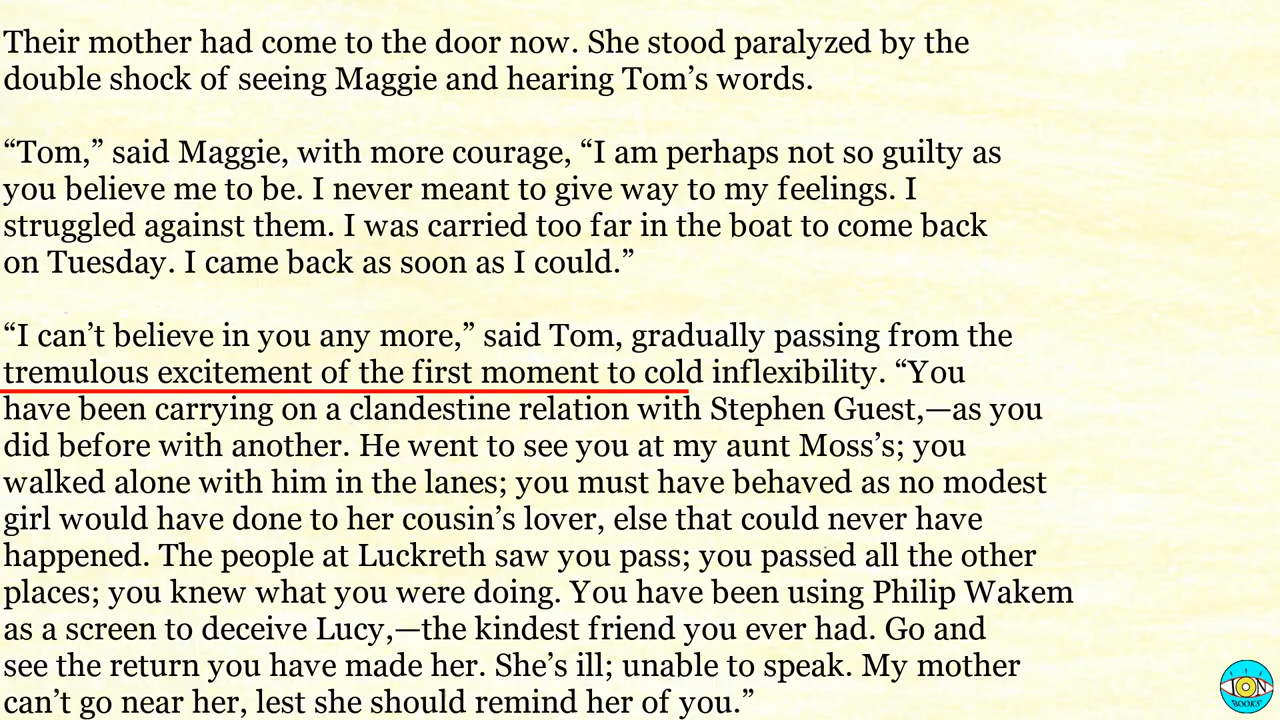 Their mother had come to the door now. She stood paralyzed by the
double shock of seeing Maggie and hearing Tom’s words.
“Tom,” said Maggie, with more courage, “I am perhaps not so guilty as
you believe me to be. I never meant to give way to my feelings. I
struggled against them. I was carried too far in the boat to come back
on Tuesday. I came back as soon as I could.”
“I can’t believe in you any more,” said Tom, gradually passing from the
tremulous excitement of the first moment to cold inflexibility. “You
have been carrying on a clandestine relation with Stephen Guest,—as you
did before with another. He went to see you at my aunt Moss’s; you
walked alone with him in the lanes; you must have behaved as no modest
girl would have done to her cousin’s lover, else that could never have
happened. The people at Luckreth saw you pass; you passed all the other
places; you knew what you were doing. You have been using Philip Wakem
as a screen to deceive Lucy,—the kindest friend you ever had. Go and
see the return you have made her. She’s ill; unable to speak. My mother
can’t go near her, lest she should remind her of you.”
ION
BOOKS